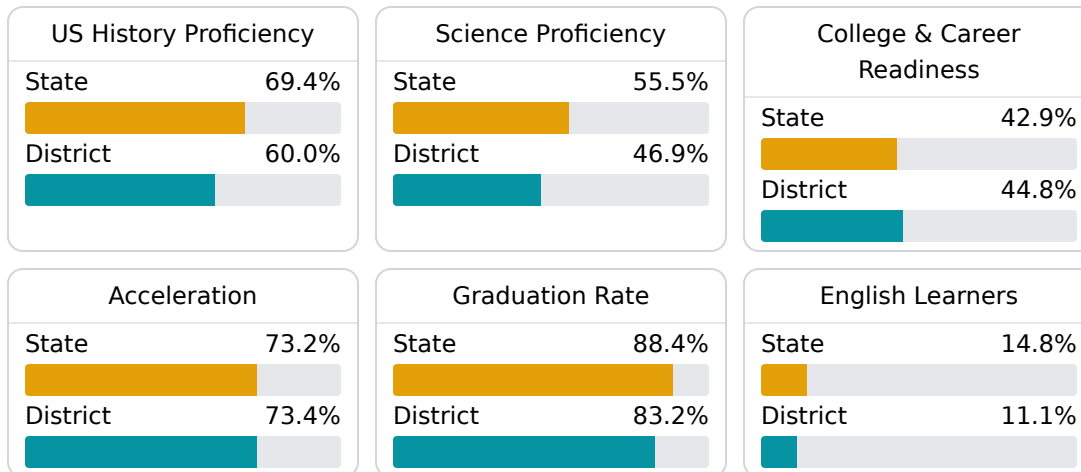 US History Proficiency
State 69.4%
District 60.0%
Science Proficiency
State 55.5%
District 46.9%
College & Career
Readiness
State 42.9%
District 44.8%
Acceleration
State 73.2%
District 73.4%
Graduation Rate
State 88.4%
District 83.2%
English Learners
State 14.8%
District 11.1%